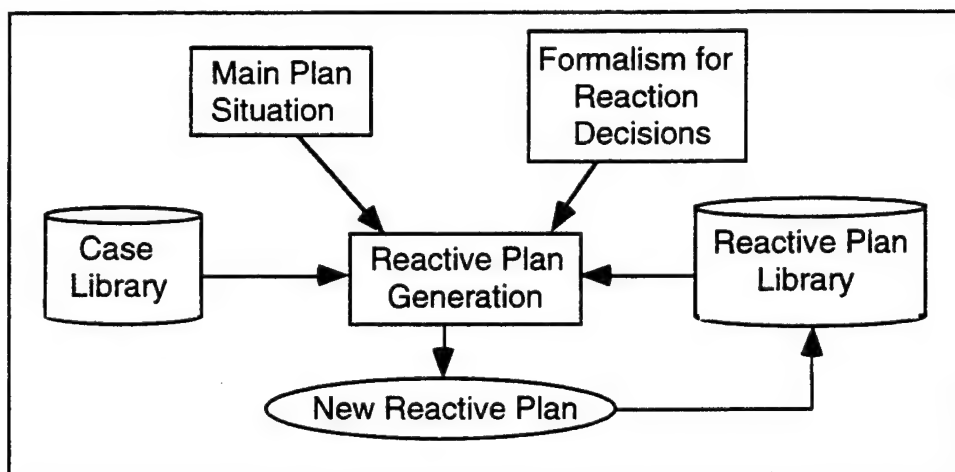 Main Plan
Situation
Formalism for
Reaction
Decisions
Case
Library
Reactive Plan
Generation
Reactive Plan
Library
New Reactive Plan